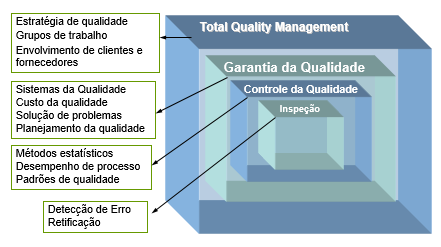 Estratégia de qualidade
Grupos de trabalho
Envolvimento de clientes e
fornecedores
Total Quality Management
Garantia da Qualidade
Sistemas da Qualidade
Custo da qualidade
Solução de problemas
Planejamento da qualidade
Controle da Qualidade
Inspeção
Métodos estatísticos
Desempenho de processo
Padrões de qualidade
Detecção de Erro
Retificação